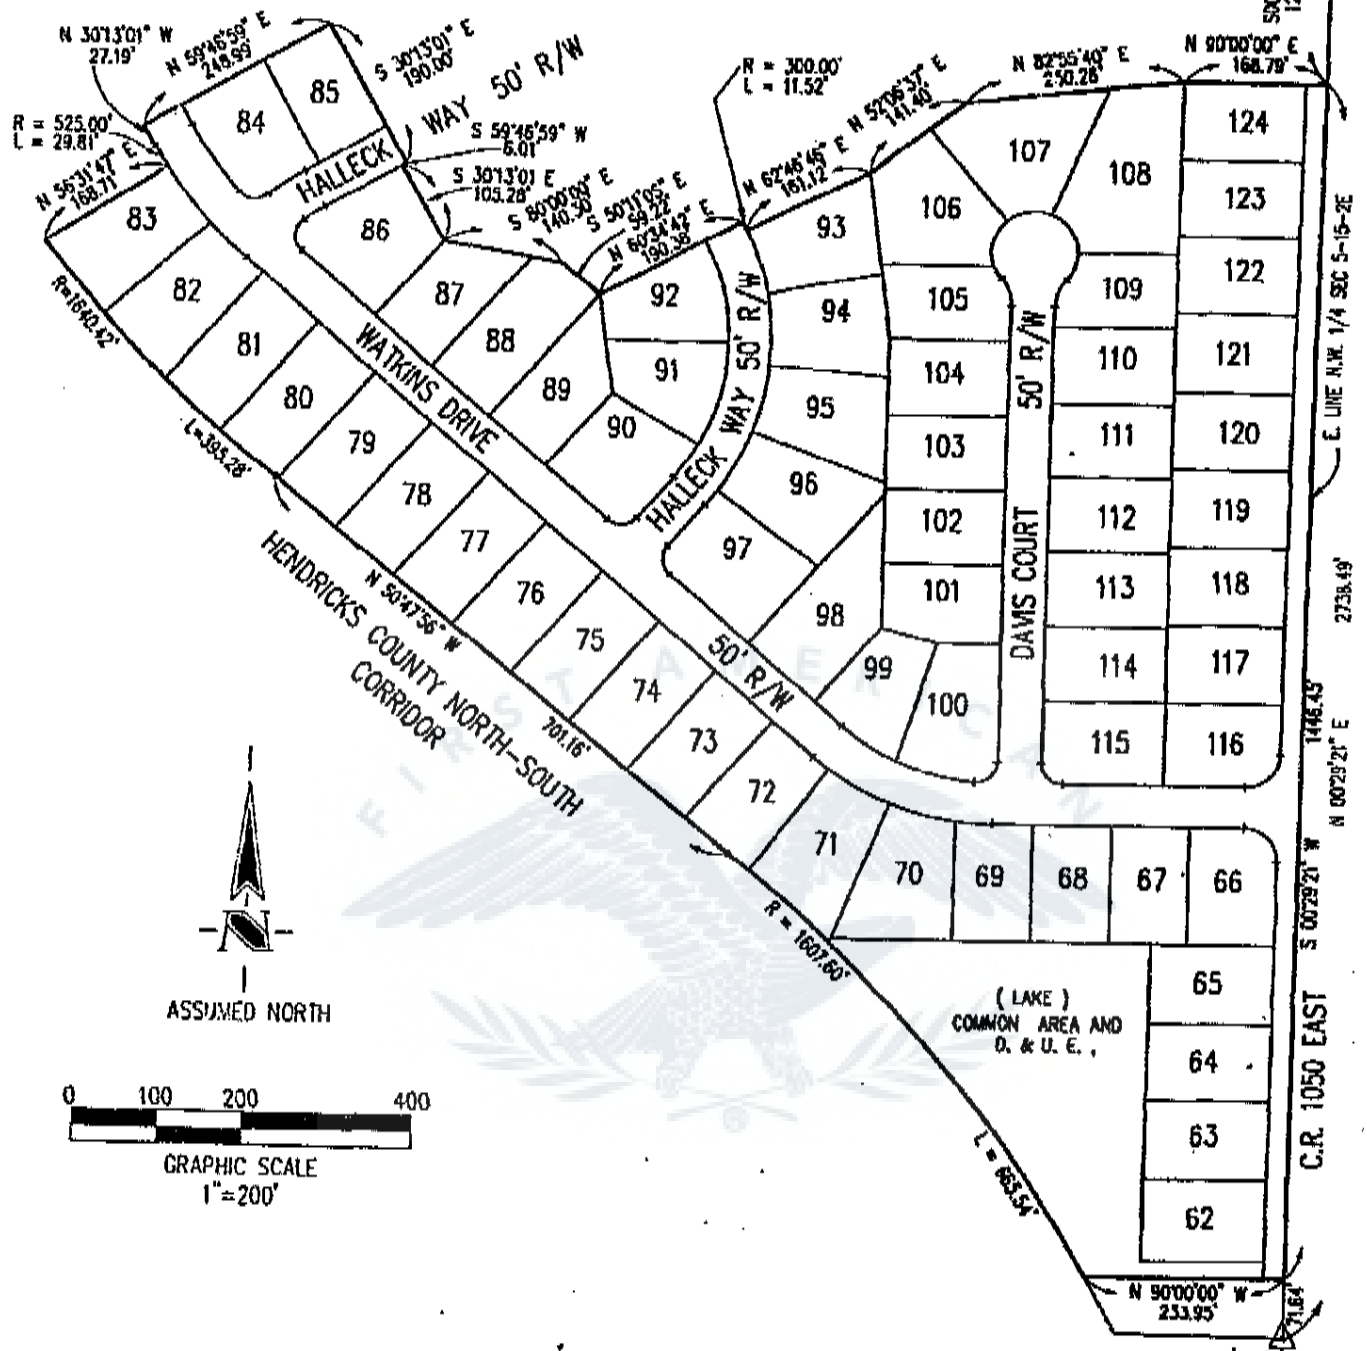 N 30°13'01" W
27.19'
N 59°46'59" E
248.99'
S 30°13'01" E
190.00'
WAY 50' R/W
HALLECK
R = 525.00'
L = 29.81'
N 56°31'47" E
168.71'
S 59°46'59" W
6.01'
S 30°13'01 E
105.28'
S 80°00'00" E
140.30'
S 50°11'05" E
59.22'
N 60°34'42" E
190.38'
R = 300.00'
L = 11.52'
N 62°46'46" E
161.12'
N 52°06'37" E
141.40'
N 82°55'40" E
250.28'
N 90°00'00" E
168.79'
85
84
83
82
81
80
79
78
77
76
75
74
73
72
71
70
69
68
67
66
65
64
63
62
86
87
88
89
90
91
92
93
94
95
96
97
98
99
100
101
102
103
104
105
106
107
108
109
110
111
112
113
114
115
116
117
118
119
120
121
122
123
124
R=1640.42'
L=395.28'
WATKINS DRIVE
50' R/W
HALLECK WAY 50' R/W
DAVIS COURT 50' R/W
E. LINE N.W. 1/4 SEC 5-15-2E
2739.49'
N 00°29'21" E
1446.45'
S 00°29'21" W
C.R. 1050 EAST
HENDRICKS COUNTY NORTH-SOUTH
CORRIDOR
N 50°47'56" W
701.16'
R = 1607.60'
L = 663.54'
( LAKE )
COMMON AREA AND
D. & U. E.
N 90°00'00" W
233.95'
71.64'
N
ASSUMED NORTH
0 100 200 400
GRAPHIC SCALE
1"=200'
FIRST AMERICAN